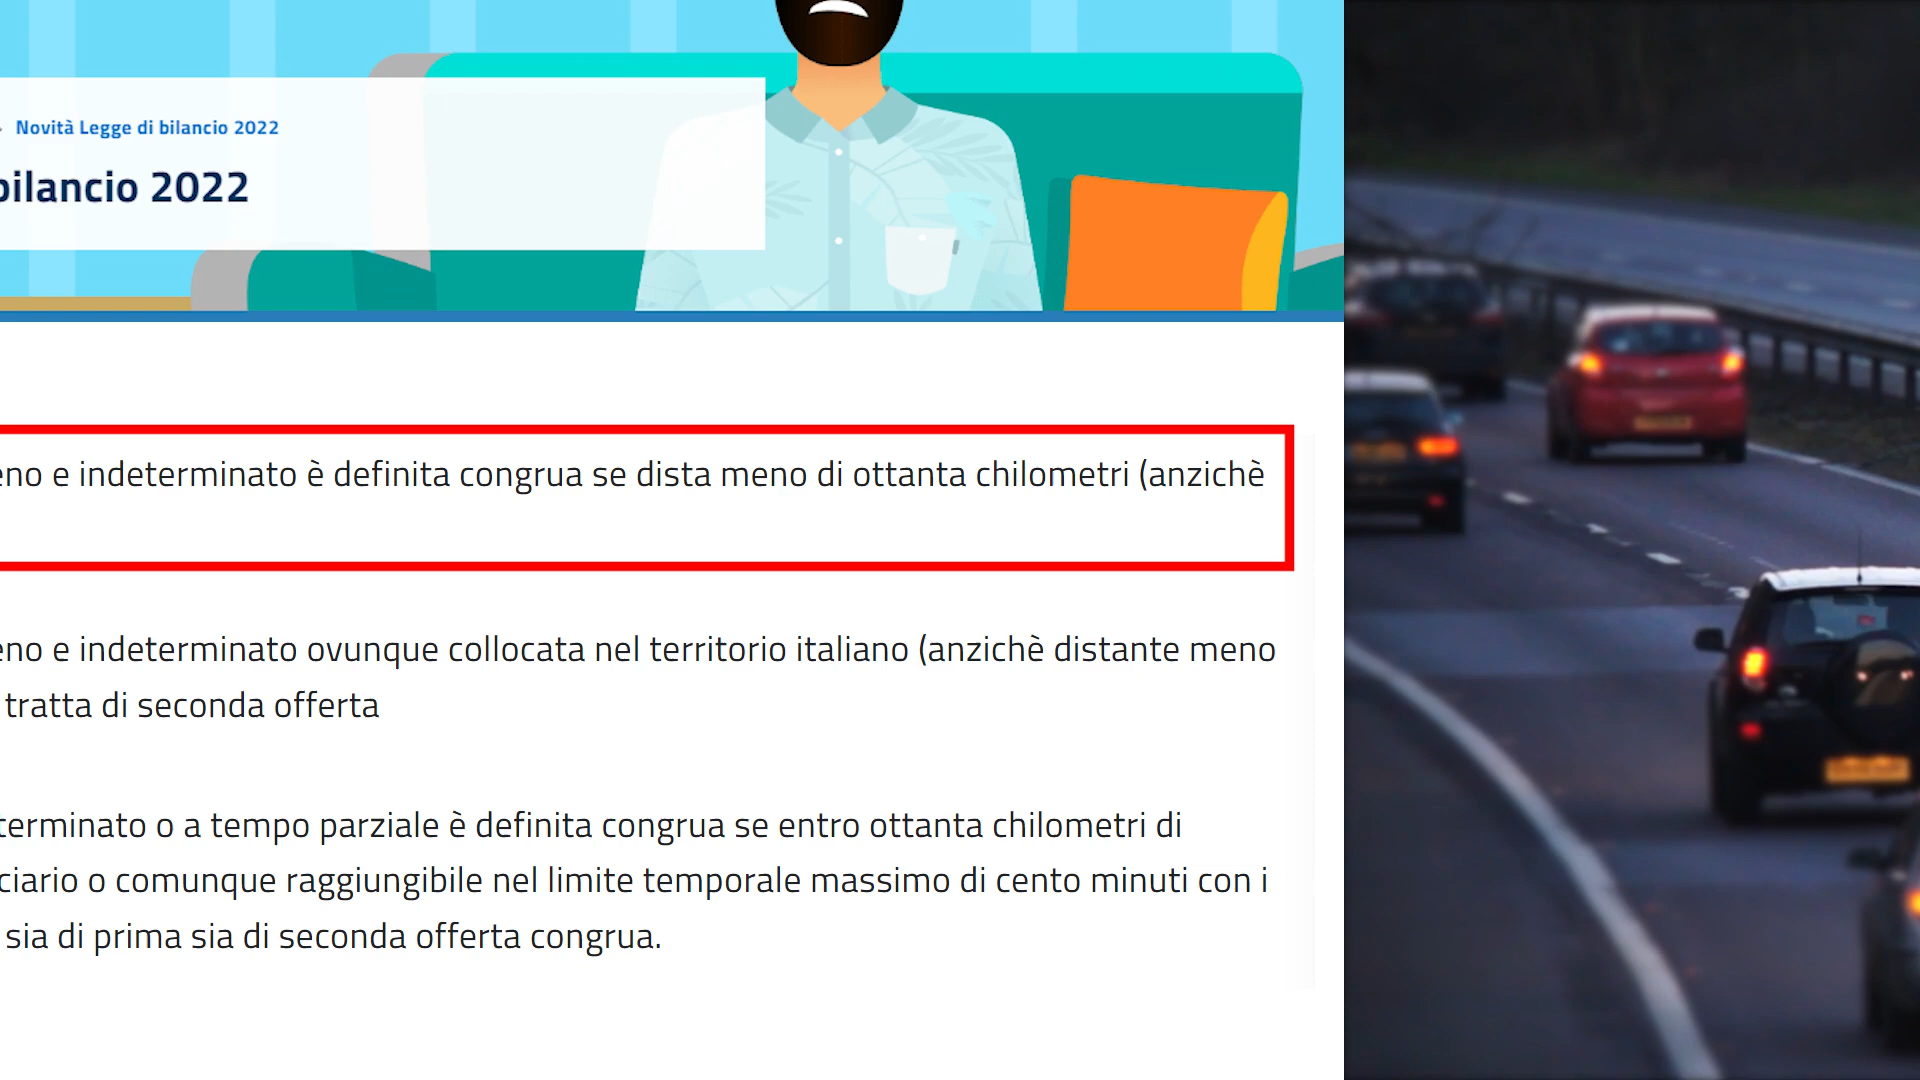 Novità Legge di bilancio 2022
bilancio 2022
eno e indeterminato è definita congrua se dista meno di ottanta chilometri (anzichè
eno e indeterminato ovunque collocata nel territorio italiano (anzichè distante meno
tratta di seconda offerta
terminato o a tempo parziale è definita congrua se entro ottanta chilometri di
ciario o comunque raggiungibile nel limite temporale massimo di cento minuti con i
sia di prima sia di seconda offerta congrua.